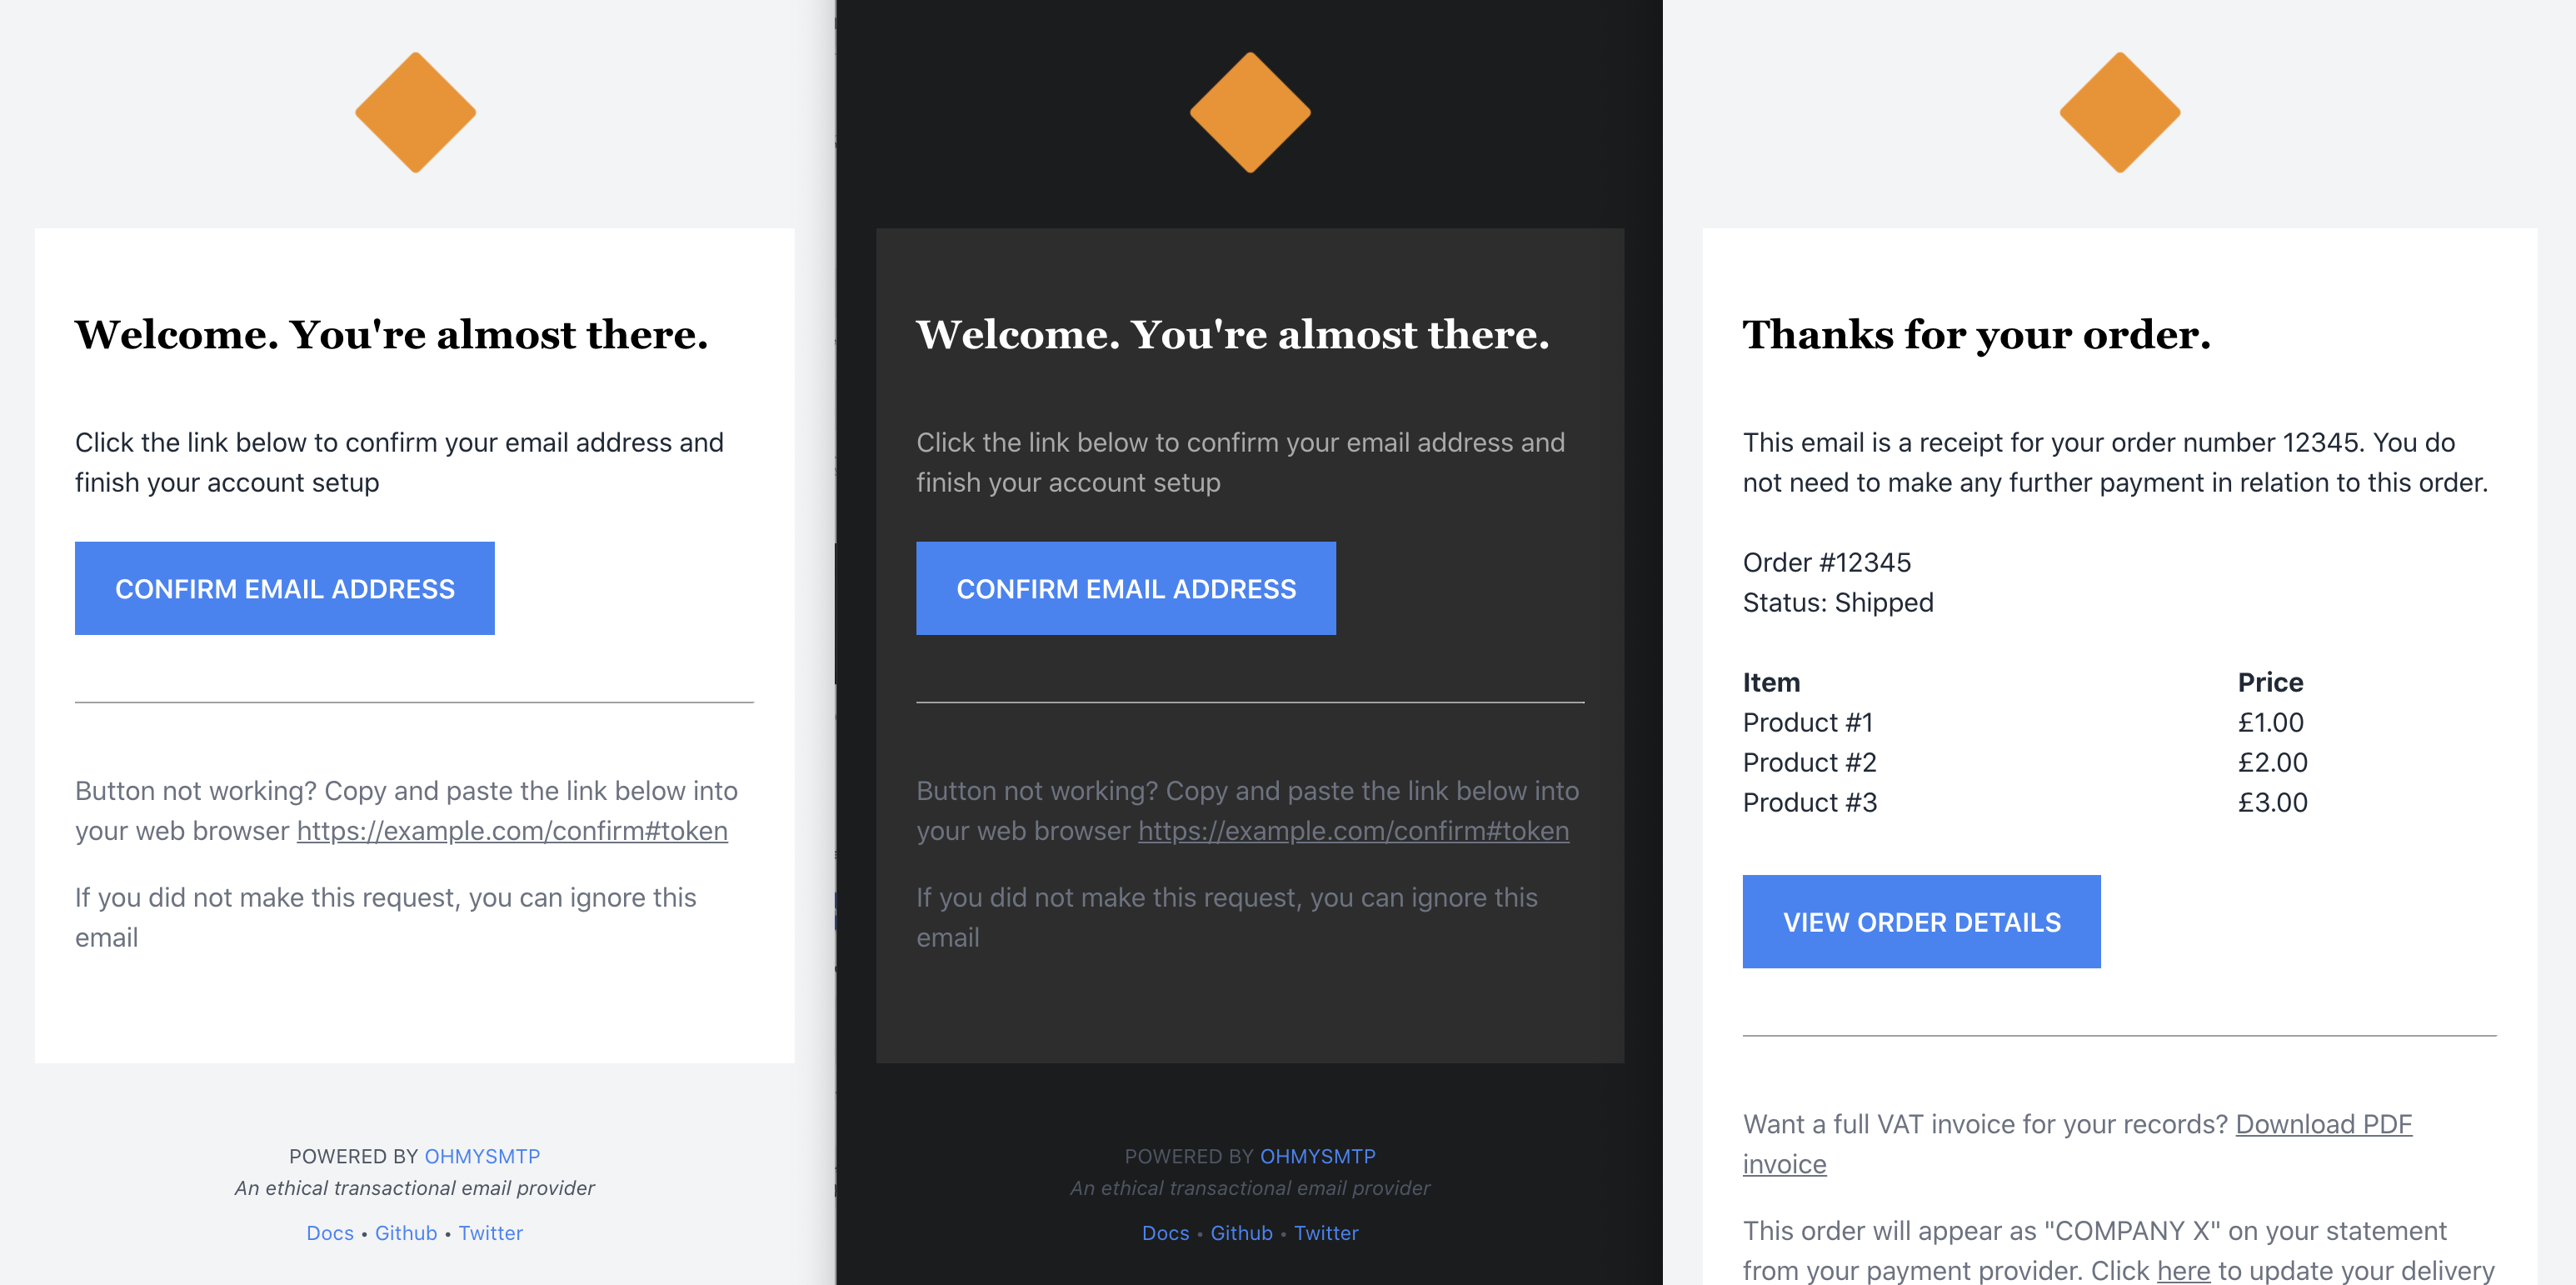 Welcome. You're almost there.
Click the link below to confirm your email address and
finish your account setup
CONFIRM EMAIL ADDRESS
Button not working? Copy and paste the link below into
your web browser https://example.com/confirm#token
If you did not make this request, you can ignore this
email
POWERED BY OHMYSMTP
An ethical transactional email provider
Docs • Github • Twitter
Welcome. You're almost there.
Click the link below to confirm your email address and
finish your account setup
CONFIRM EMAIL ADDRESS
Button not working? Copy and paste the link below into
your web browser https://example.com/confirm#token
If you did not make this request, you can ignore this
email
POWERED BY OHMYSMTP
An ethical transactional email provider
Docs • Github • Twitter
Thanks for your order.
This email is a receipt for your order number 12345. You do
not need to make any further payment in relation to this order.
Order #12345
Status: Shipped
Item Price
Product #1 £1.00
Product #2 £2.00
Product #3 £3.00
VIEW ORDER DETAILS
Want a full VAT invoice for your records? Download PDF
invoice
This order will appear as "COMPANY X" on your statement
from your payment provider. Click here to update your delivery